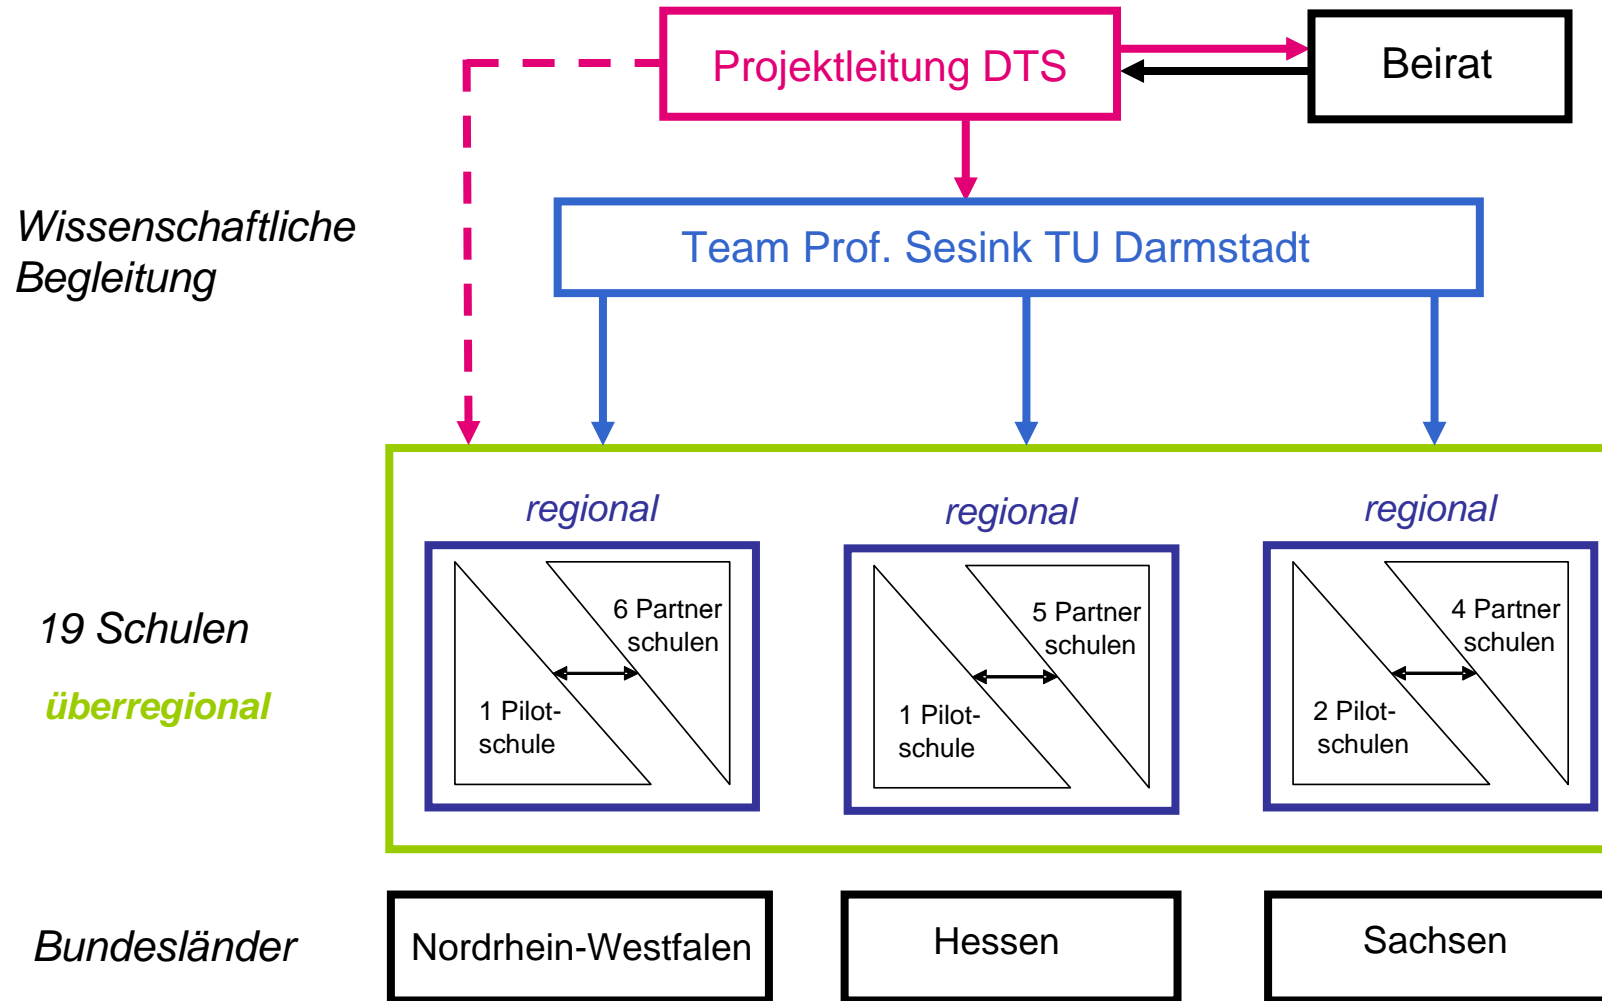 Projektleitung DTS
Beirat
Wissenschaftliche
Begleitung
Team Prof. Sesink TU Darmstadt
regional
regional
regional
19 Schulen
überregional
6 Partner
schulen
1 Pilot-
schule
5 Partner
schulen
1 Pilot-
schule
4 Partner
schulen
2 Pilot-
schulen
Bundesländer
Nordrhein-Westfalen
Hessen
Sachsen